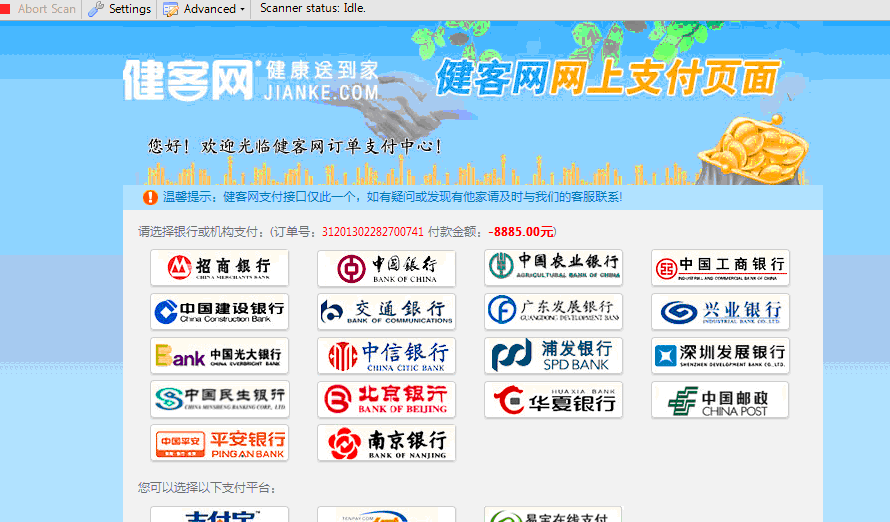 Abort Scan Settings Advanced Scanner status: Idle.
健客网 健康送到家
JIANKE.COM
健客网网上支付页面
您好！欢迎光临健客网订单支付中心！
温馨提示：健客网支付接口仅此一个，如有疑问或发现有他家请及时与我们的客服联系!
请选择银行或机构支付：(订单号：31201302282700741 付款金额：-8885.00元)
招商银行 CHINA MERCHANTS BANK
中国银行 BANK OF CHINA
中国农业银行 AGRICULTURAL BANK OF CHINA
中国工商银行 INDUSTRIAL AND COMMERCIAL BANK OF CHINA
中国建设银行 China Construction Bank
交通银行 BANK OF COMMUNICATIONS
广东发展银行 GUANGDONG DEVELOPMENT BANK
兴业银行 INDUSTRIAL BANK CO.,LTD.
Bank 中国光大银行 CHINA EVERBRIGHT BANK
中信银行 CHINA CITIC BANK
浦发银行 SPD BANK
深圳发展银行 SHENZHEN DEVELOPMENT BANK CO.,LTD.
中国民生银行 CHINA MINSHENG BANKING CORP., LTD
北京银行 BANK OF BEIJING
HUAXIA BANK 华夏银行
中国邮政 CHINA POST
中国平安 平安银行 PINGAN BANK
南京银行 BANK OF NANJING
您可以选择以下支付平台：
支付宝
TENPAY.COM
易宝在线支付